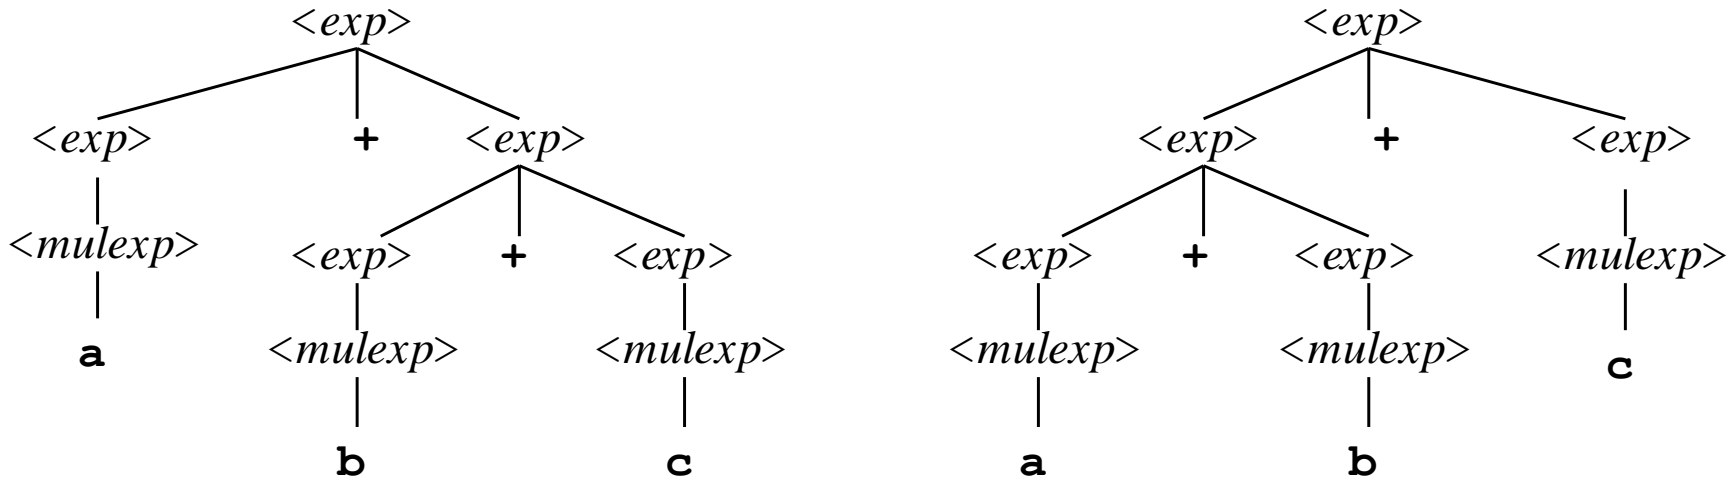 <exp> <exp>
<exp> + <exp> <exp> + <exp>
<mulexp> <exp> + <exp> <exp> + <exp> <mulexp>
a <mulexp> <mulexp> <mulexp> <mulexp> c
b c a b